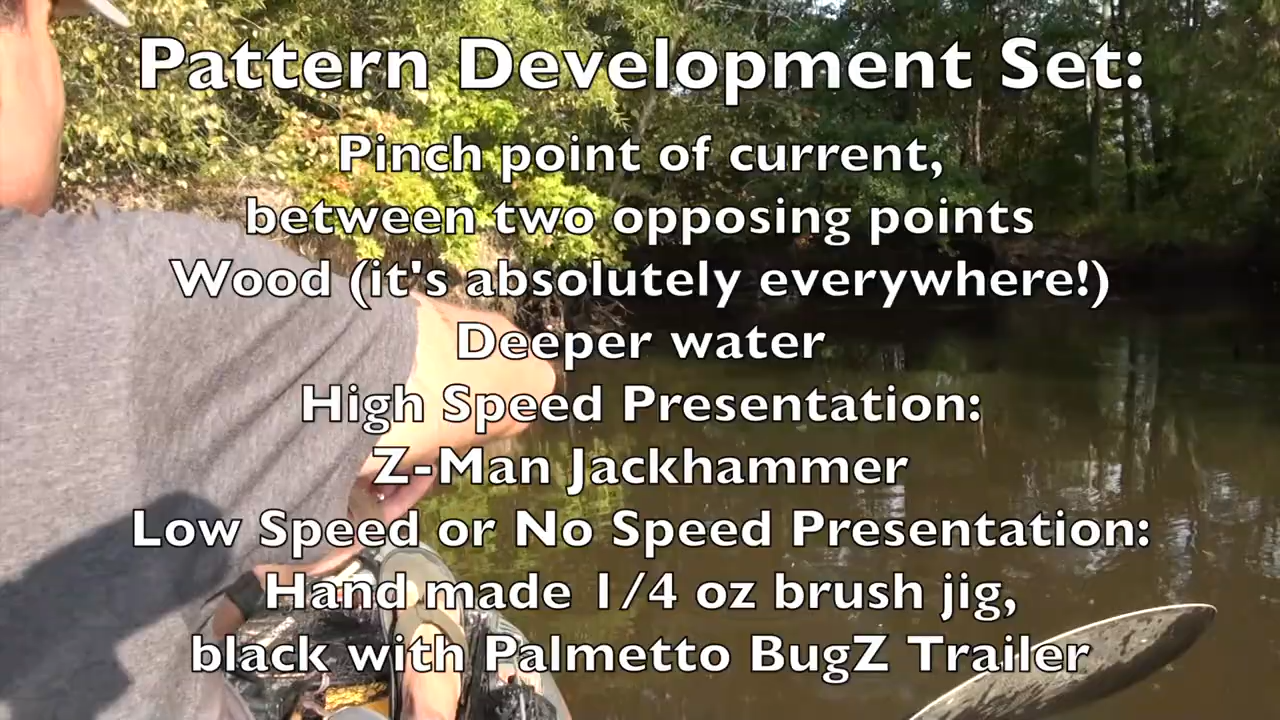 Pattern Development Set:
Pinch point of current,
between two opposing points
Wood (it's absolutely everywhere!)
Deeper water
High Speed Presentation:
Z-Man Jackhammer
Low Speed or No Speed Presentation:
Hand made 1/4 oz brush jig,
black with Palmetto BugZ Trailer